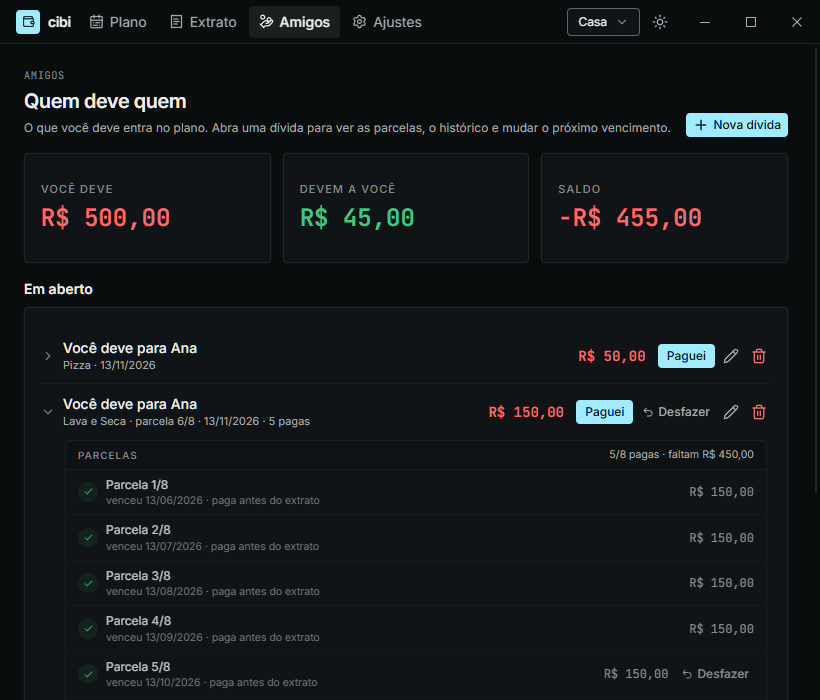 cibi Plano Extrato Amigos Ajustes Casa
AMIGOS
Quem deve quem
O que você deve entra no plano. Abra uma dívida para ver as parcelas, o histórico e mudar o próximo vencimento.
Nova dívida
VOCÊ DEVE
R$ 500,00
DEVEM A VOCÊ
R$ 45,00
SALDO
-R$ 455,00
Em aberto
Você deve para Ana
Pizza · 13/11/2026
R$ 50,00 Paguei
Você deve para Ana
Lava e Seca · parcela 6/8 · 13/11/2026 · 5 pagas
R$ 150,00 Paguei Desfazer
PARCELAS 5/8 pagas · faltam R$ 450,00
Parcela 1/8
venceu 13/06/2026 · paga antes do extrato
R$ 150,00
Parcela 2/8
venceu 13/07/2026 · paga antes do extrato
R$ 150,00
Parcela 3/8
venceu 13/08/2026 · paga antes do extrato
R$ 150,00
Parcela 4/8
venceu 13/09/2026 · paga antes do extrato
R$ 150,00
Parcela 5/8
venceu 13/10/2026 · paga antes do extrato
R$ 150,00 Desfazer